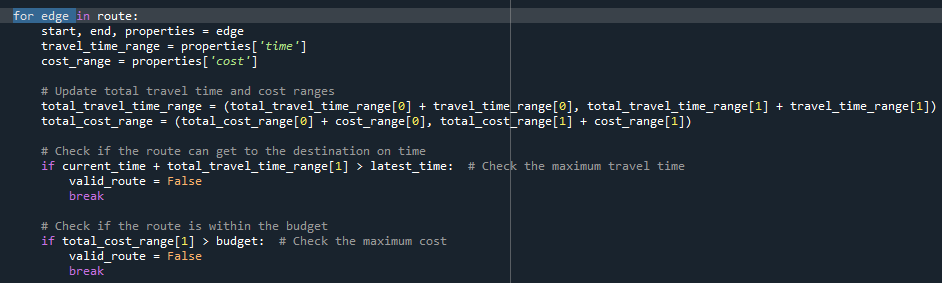 for edge in route:
    start, end, properties = edge
    travel_time_range = properties['time']
    cost_range = properties['cost']

    # Update total travel time and cost ranges
    total_travel_time_range = (total_travel_time_range[0] + travel_time_range[0], total_travel_time_range[1] + travel_time_range[1])
    total_cost_range = (total_cost_range[0] + cost_range[0], total_cost_range[1] + cost_range[1])

    # Check if the route can get to the destination on time
    if current_time + total_travel_time_range[1] > latest_time:  # Check the maximum travel time
        valid_route = False
        break

    # Check if the route is within the budget
    if total_cost_range[1] > budget:  # Check the maximum cost
        valid_route = False
        break